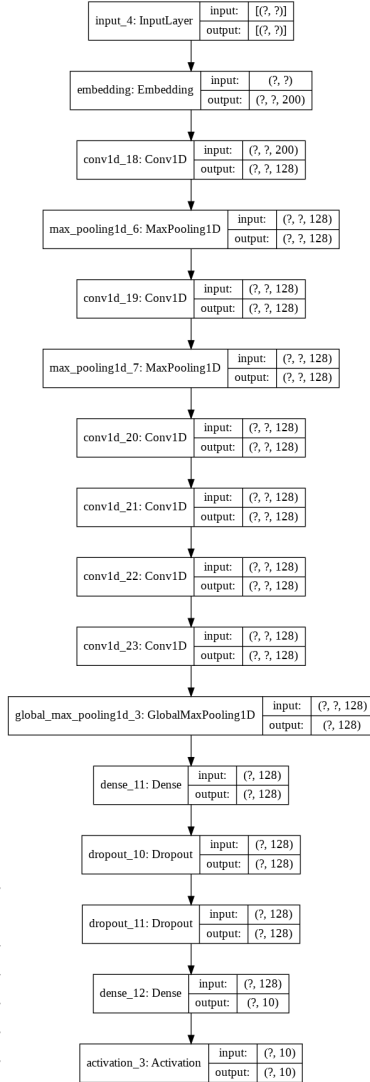 input_4: InputLayer input: [(?, ?)]
output: [(?, ?)]
embedding: Embedding input: (?, ?)
output: (?, ?, 200)
conv1d_18: Conv1D input: (?, ?, 200)
output: (?, ?, 128)
max_pooling1d_6: MaxPooling1D input: (?, ?, 128)
output: (?, ?, 128)
conv1d_19: Conv1D input: (?, ?, 128)
output: (?, ?, 128)
max_pooling1d_7: MaxPooling1D input: (?, ?, 128)
output: (?, ?, 128)
conv1d_20: Conv1D input: (?, ?, 128)
output: (?, ?, 128)
conv1d_21: Conv1D input: (?, ?, 128)
output: (?, ?, 128)
conv1d_22: Conv1D input: (?, ?, 128)
output: (?, ?, 128)
conv1d_23: Conv1D input: (?, ?, 128)
output: (?, ?, 128)
global_max_pooling1d_3: GlobalMaxPooling1D input: (?, ?, 128)
output: (?, 128)
dense_11: Dense input: (?, 128)
output: (?, 128)
dropout_10: Dropout input: (?, 128)
output: (?, 128)
dropout_11: Dropout input: (?, 128)
output: (?, 128)
dense_12: Dense input: (?, 128)
output: (?, 10)
activation_3: Activation input: (?, 10)
output: (?, 10)